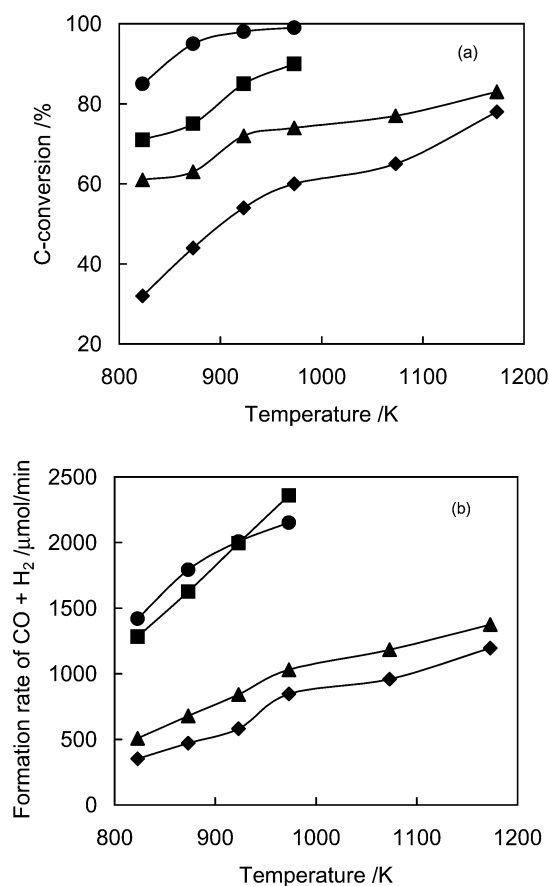 100
80
60
40
20
(a)
C-conversion /%
800 900 1000 1100 1200
Temperature /K
2500
2000
1500
1000
500
0
(b)
Formation rate of CO + H₂ /μmol/min
800 900 1000 1100 1200
Temperature /K